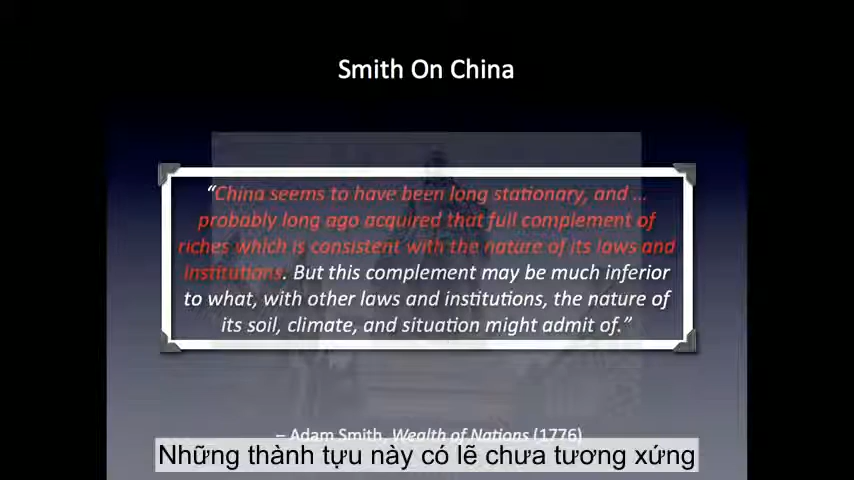 Smith On China
“China seems to have been long stationary, and ...
probably long ago acquired that full complement of
riches which is consistent with the nature of its laws and
institutions. But this complement may be much inferior
to what, with other laws and institutions, the nature of
its soil, climate, and situation might admit of.”
– Adam Smith, Wealth of Nations (1776)
Những thành tựu này có lẽ chưa tương xứng